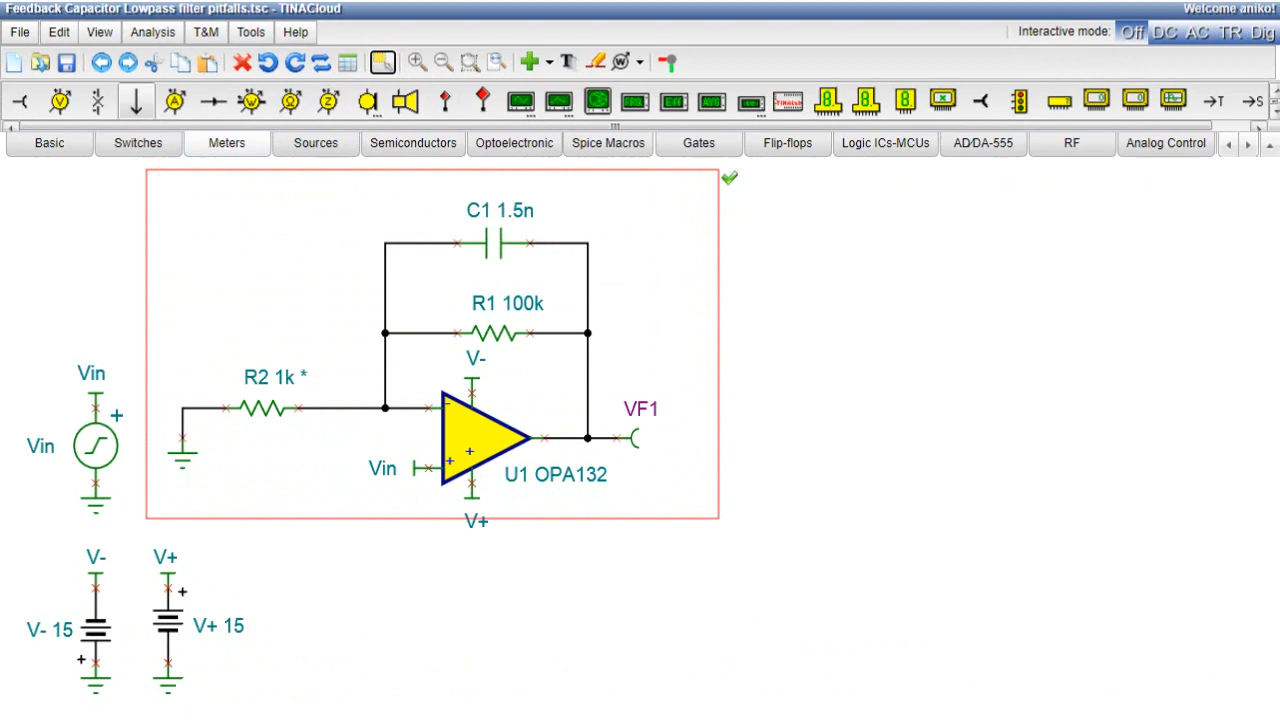 Feedback Capacitor Lowpass filter pitfalls.tsc - TINACloud
Welcome aniko!
File Edit View Analysis T&M Tools Help
Interactive mode: Off DC AC TR Dig
Basic Switches Meters Sources Semiconductors Optoelectronic Spice Macros Gates Flip-flops Logic ICs-MCUs AD/DA-555 RF Analog Control
C1 1.5n
R1 100k
V-
Vin
R2 1k *
VF1
+
Vin
-
+
+
Vin
U1 OPA132
V+
V- V+
+
V- 15
V+ 15
+